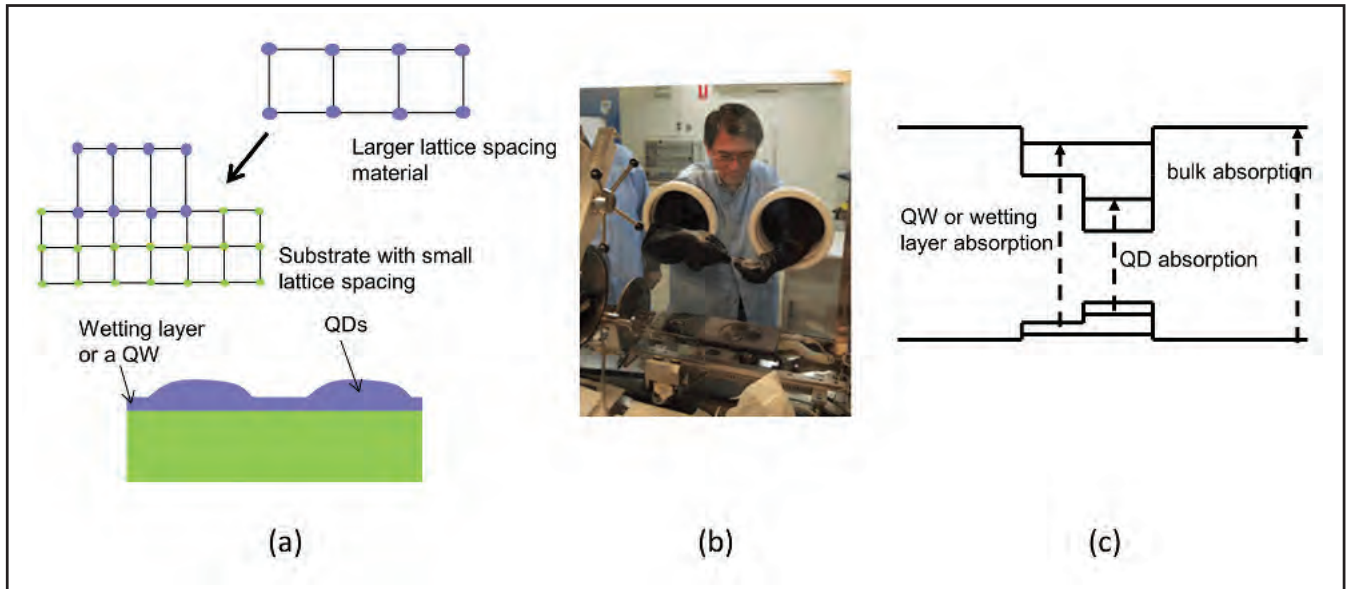 Larger lattice spacing
material
Substrate with small
lattice spacing
Wetting layer
or a QW
QDs
(a)
(b)
bulk absorption
QW or wetting
layer absorption
QD absorption
(c)